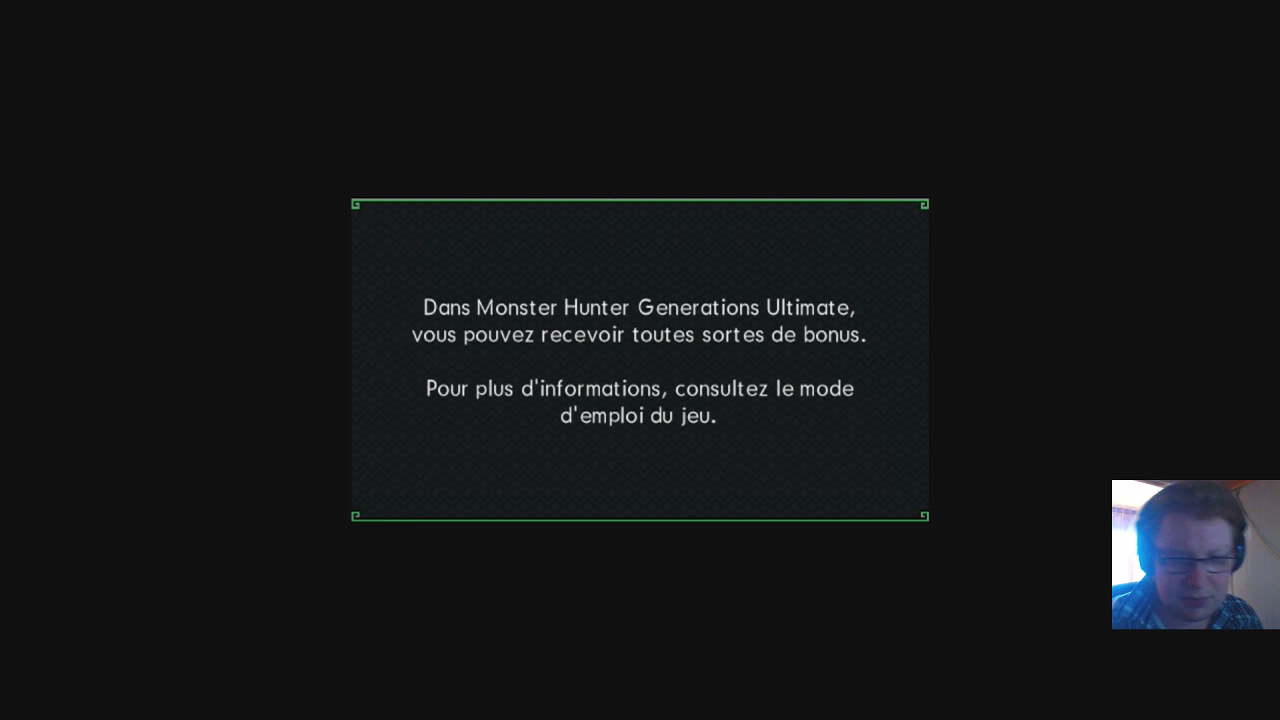 Dans Monster Hunter Generations Ultimate,
vous pouvez recevoir toutes sortes de bonus.
Pour plus d'informations, consultez le mode
d'emploi du jeu.